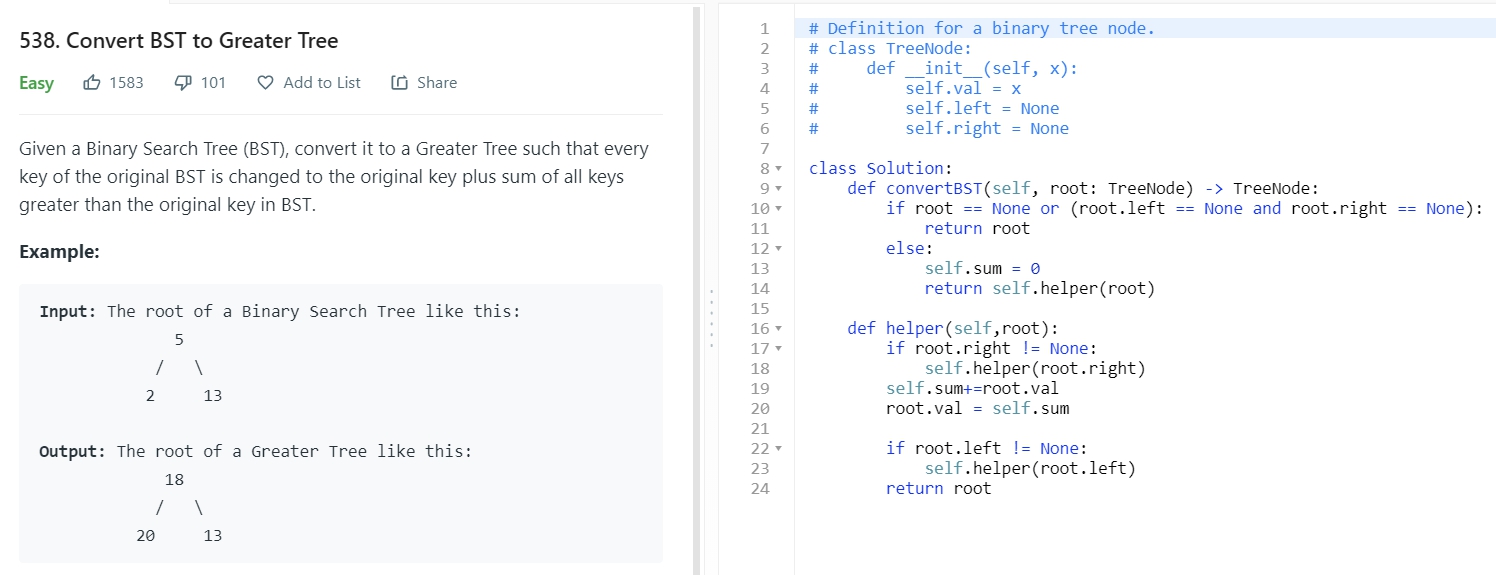 538. Convert BST to Greater Tree
Easy 1583 101 Add to List Share
Given a Binary Search Tree (BST), convert it to a Greater Tree such that every
key of the original BST is changed to the original key plus sum of all keys
greater than the original key in BST.
Example:
Input: The root of a Binary Search Tree like this:
5
/ \
2 13
Output: The root of a Greater Tree like this:
18
/ \
20 13
1 # Definition for a binary tree node.
2 # class TreeNode:
3 #     def __init__(self, x):
4 #         self.val = x
5 #         self.left = None
6 #         self.right = None
7
8 class Solution:
9     def convertBST(self, root: TreeNode) -> TreeNode:
10         if root == None or (root.left == None and root.right == None):
11             return root
12         else:
13             self.sum = 0
14             return self.helper(root)
15
16     def helper(self,root):
17         if root.right != None:
18             self.helper(root.right)
19         self.sum+=root.val
20         root.val = self.sum
21
22         if root.left != None:
23             self.helper(root.left)
24         return root